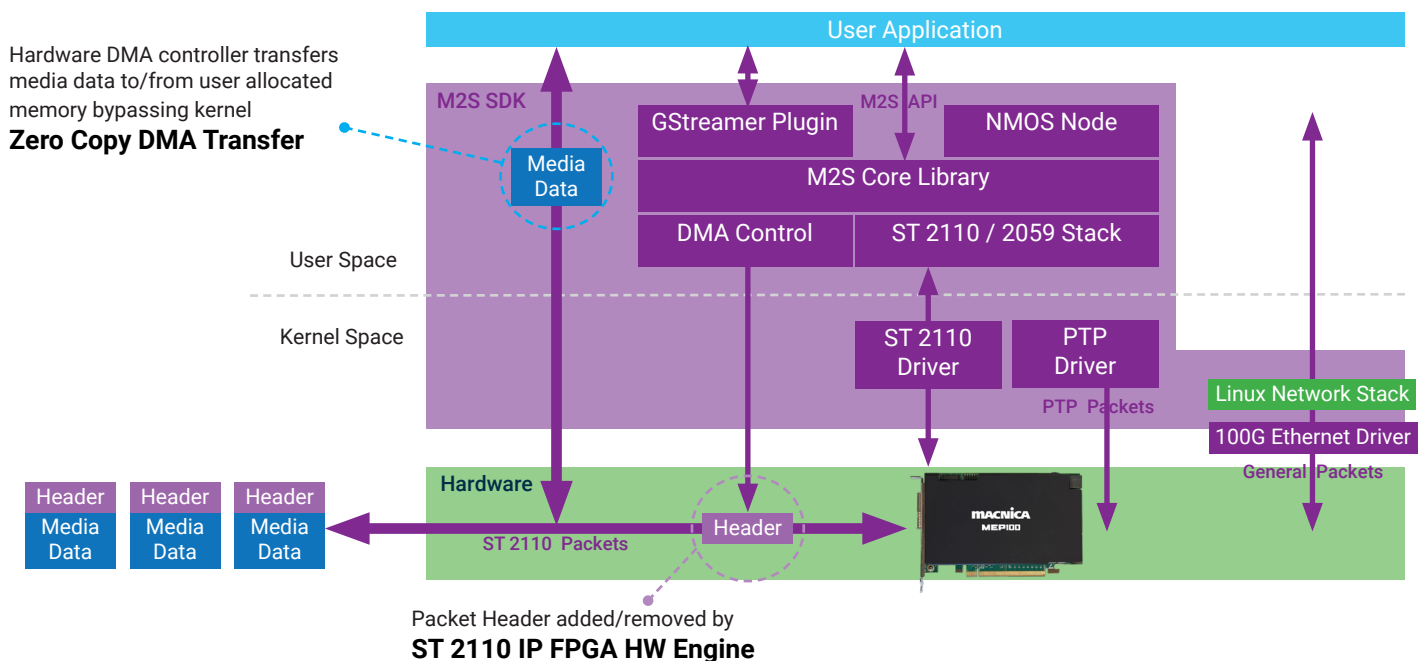 User Application
Hardware DMA controller transfers
media data to/from user allocated
memory bypassing kernel
Zero Copy DMA Transfer
M2S SDK
M2S API
GStreamer Plugin
NMOS Node
Media
Data
M2S Core Library
DMA Control
ST 2110 / 2059 Stack
User Space
Kernel Space
ST 2110
Driver
PTP
Driver
PTP Packets
Linux Network Stack
100G Ethernet Driver
General Packets
Hardware
Header
Media
Data
Header
Media
Data
Header
Media
Data
ST 2110 Packets
Header
MACNICA
MEP100
Packet Header added/removed by
ST 2110 IP FPGA HW Engine